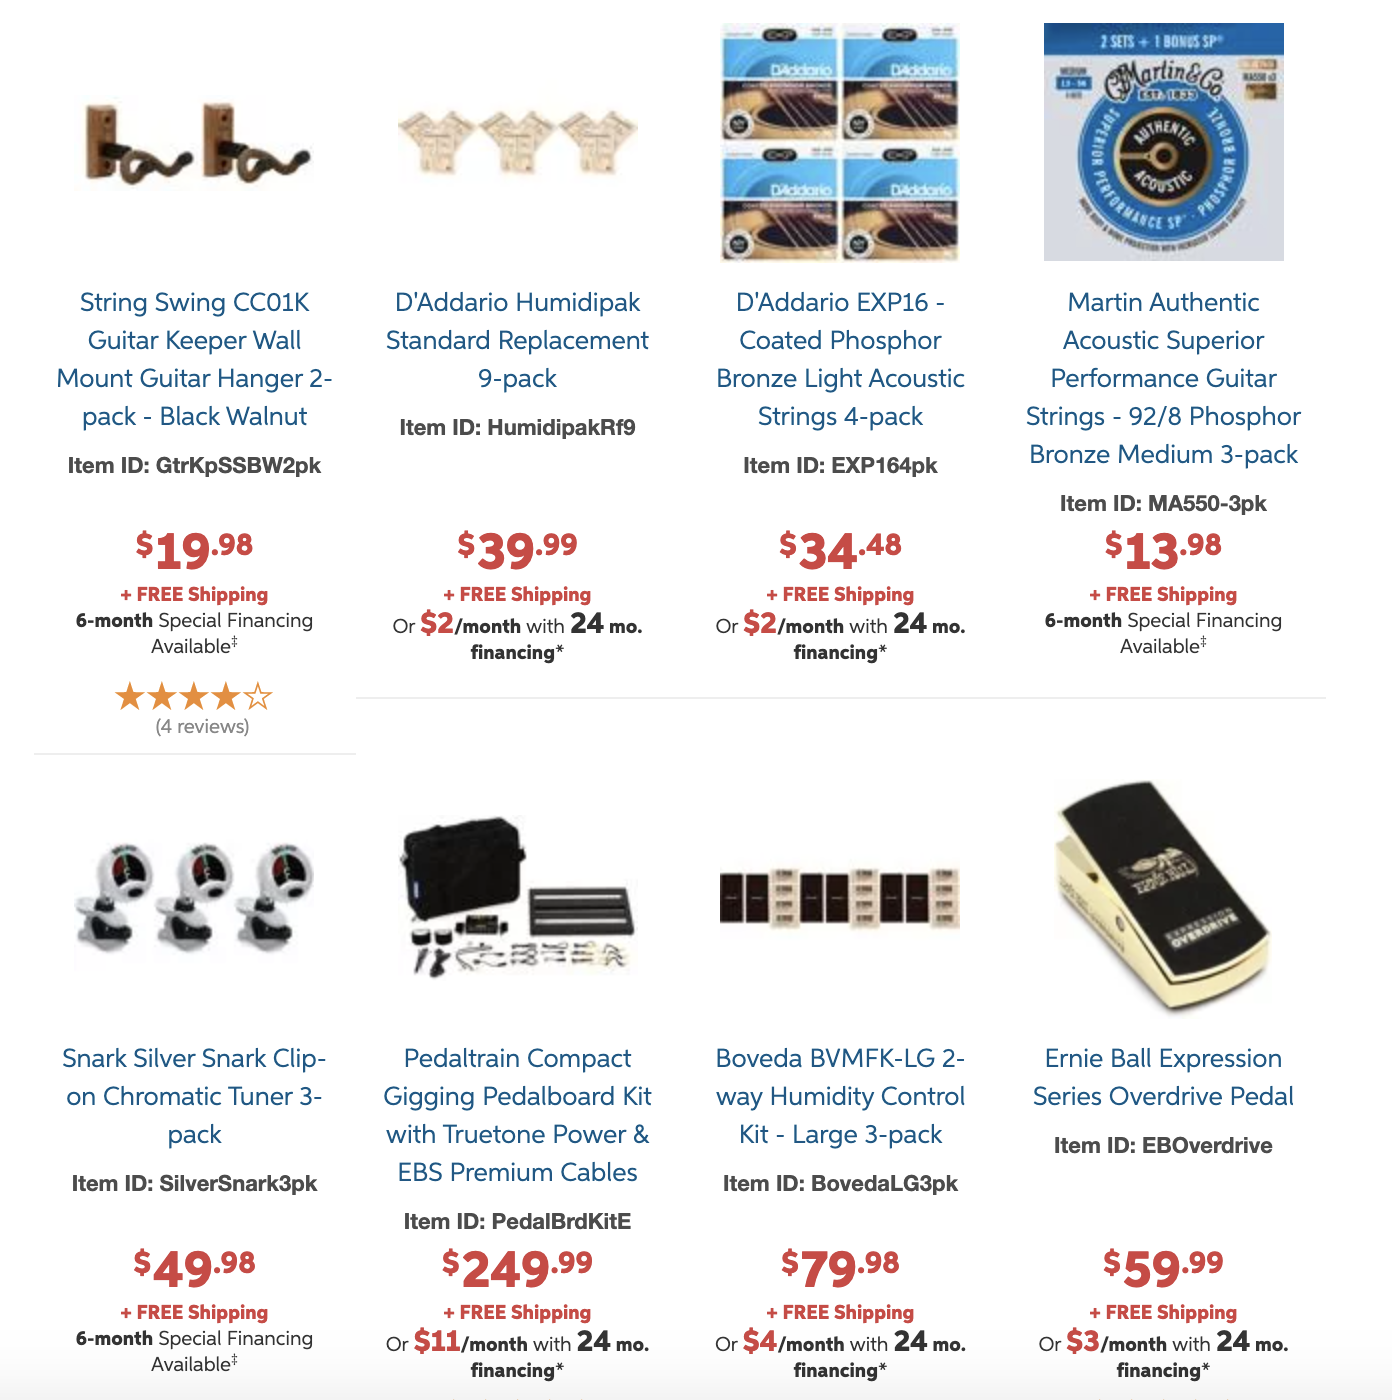 2 SETS + 1 BONUS SP®
Martin & Co.
EST. 1833
AUTHENTIC
ACOUSTIC
SUPERIOR PERFORMANCE SP® · PHOSPHOR BRONZE
D'Addario
D'Addario
D'Addario
D'Addario
String Swing CC01K
Guitar Keeper Wall
Mount Guitar Hanger 2-
pack - Black Walnut
Item ID: GtrKpSSBW2pk
$19.98
+ FREE Shipping
6-month Special Financing
Available‡
(4 reviews)
D'Addario Humidipak
Standard Replacement
9-pack
Item ID: HumidipakRf9
$39.99
+ FREE Shipping
Or $2/month with 24 mo.
financing*
D'Addario EXP16 -
Coated Phosphor
Bronze Light Acoustic
Strings 4-pack
Item ID: EXP164pk
$34.48
+ FREE Shipping
Or $2/month with 24 mo.
financing*
Martin Authentic
Acoustic Superior
Performance Guitar
Strings - 92/8 Phosphor
Bronze Medium 3-pack
Item ID: MA550-3pk
$13.98
+ FREE Shipping
6-month Special Financing
Available‡
Snark Silver Snark Clip-
on Chromatic Tuner 3-
pack
Item ID: SilverSnark3pk
$49.98
+ FREE Shipping
6-month Special Financing
Available‡
Pedaltrain Compact
Gigging Pedalboard Kit
with Truetone Power &
EBS Premium Cables
Item ID: PedalBrdKitE
$249.99
+ FREE Shipping
Or $11/month with 24 mo.
financing*
Boveda BVMFK-LG 2-
way Humidity Control
Kit - Large 3-pack
Item ID: BovedaLG3pk
$79.98
+ FREE Shipping
Or $4/month with 24 mo.
financing*
EXPRESSION
OVERDRIVE
Ernie Ball Expression
Series Overdrive Pedal
Item ID: EBOverdrive
$59.99
+ FREE Shipping
Or $3/month with 24 mo.
financing*